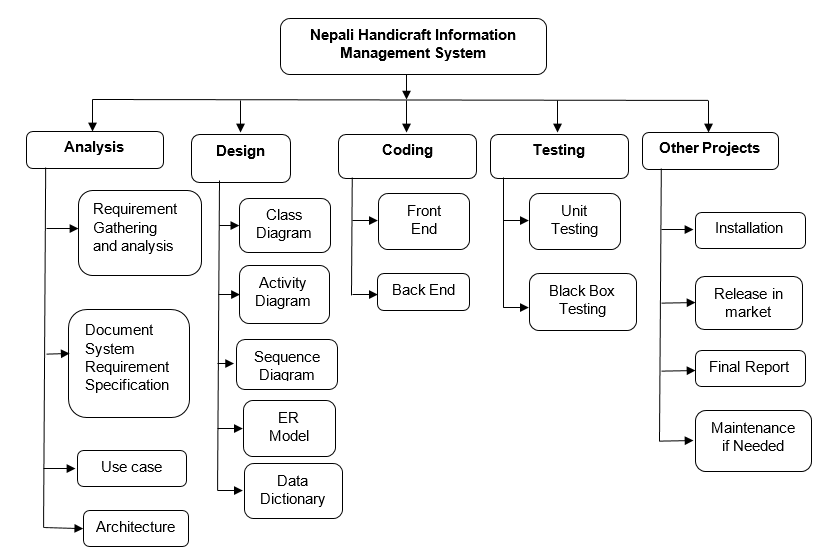 Nepali Handicraft Information
Management System
Analysis
Design
Coding
Testing
Other Projects
Requirement
Gathering
and analysis
Document
System
Requirement
Specification
Use case
Architecture
Class
Diagram
Activity
Diagram
Sequence
Diagram
ER
Model
Data
Dictionary
Front
End
Back End
Unit
Testing
Black Box
Testing
Installation
Release in
market
Final Report
Maintenance
if Needed